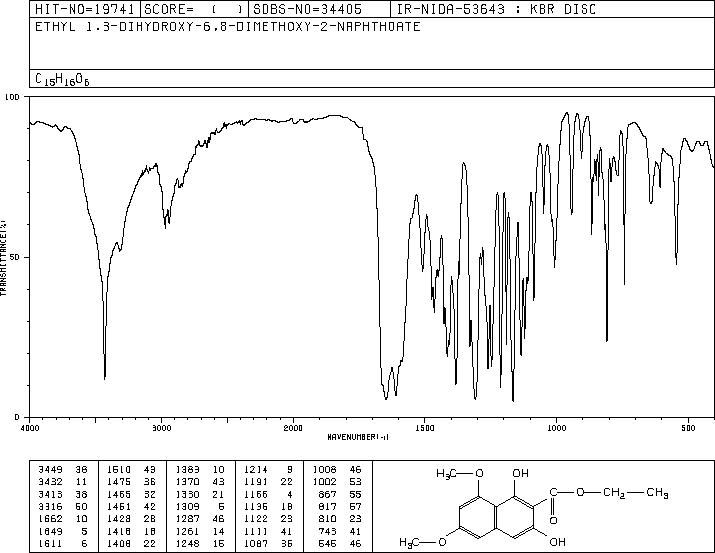 HIT-NO=19741 SCORE= ( ) SDBS-NO=34405 IR-NIDA-53643 : KBR DISC
ETHYL 1,3-DIHYDROXY-6,8-DIMETHOXY-2-NAPHTHOATE
C15H16O6
100
50
0
TRANSMITTANCE(%)
4000 3000 2000 1500 1000 500
WAVENUMBER(-1)
3449 36 1510 43 1383 10 1214 9 1008 46
3432 11 1475 36 1370 43 1191 22 1002 53
3413 38 1465 32 1330 21 1166 4 867 55
3316 50 1451 42 1309 5 1136 18 817 57
1662 10 1428 28 1287 46 1122 23 810 23
1649 5 1418 18 1261 14 1111 41 743 41
1611 6 1408 22 1248 15 1087 35 545 46
H3C O OH
C O CH2 CH3
O
H3C O OH